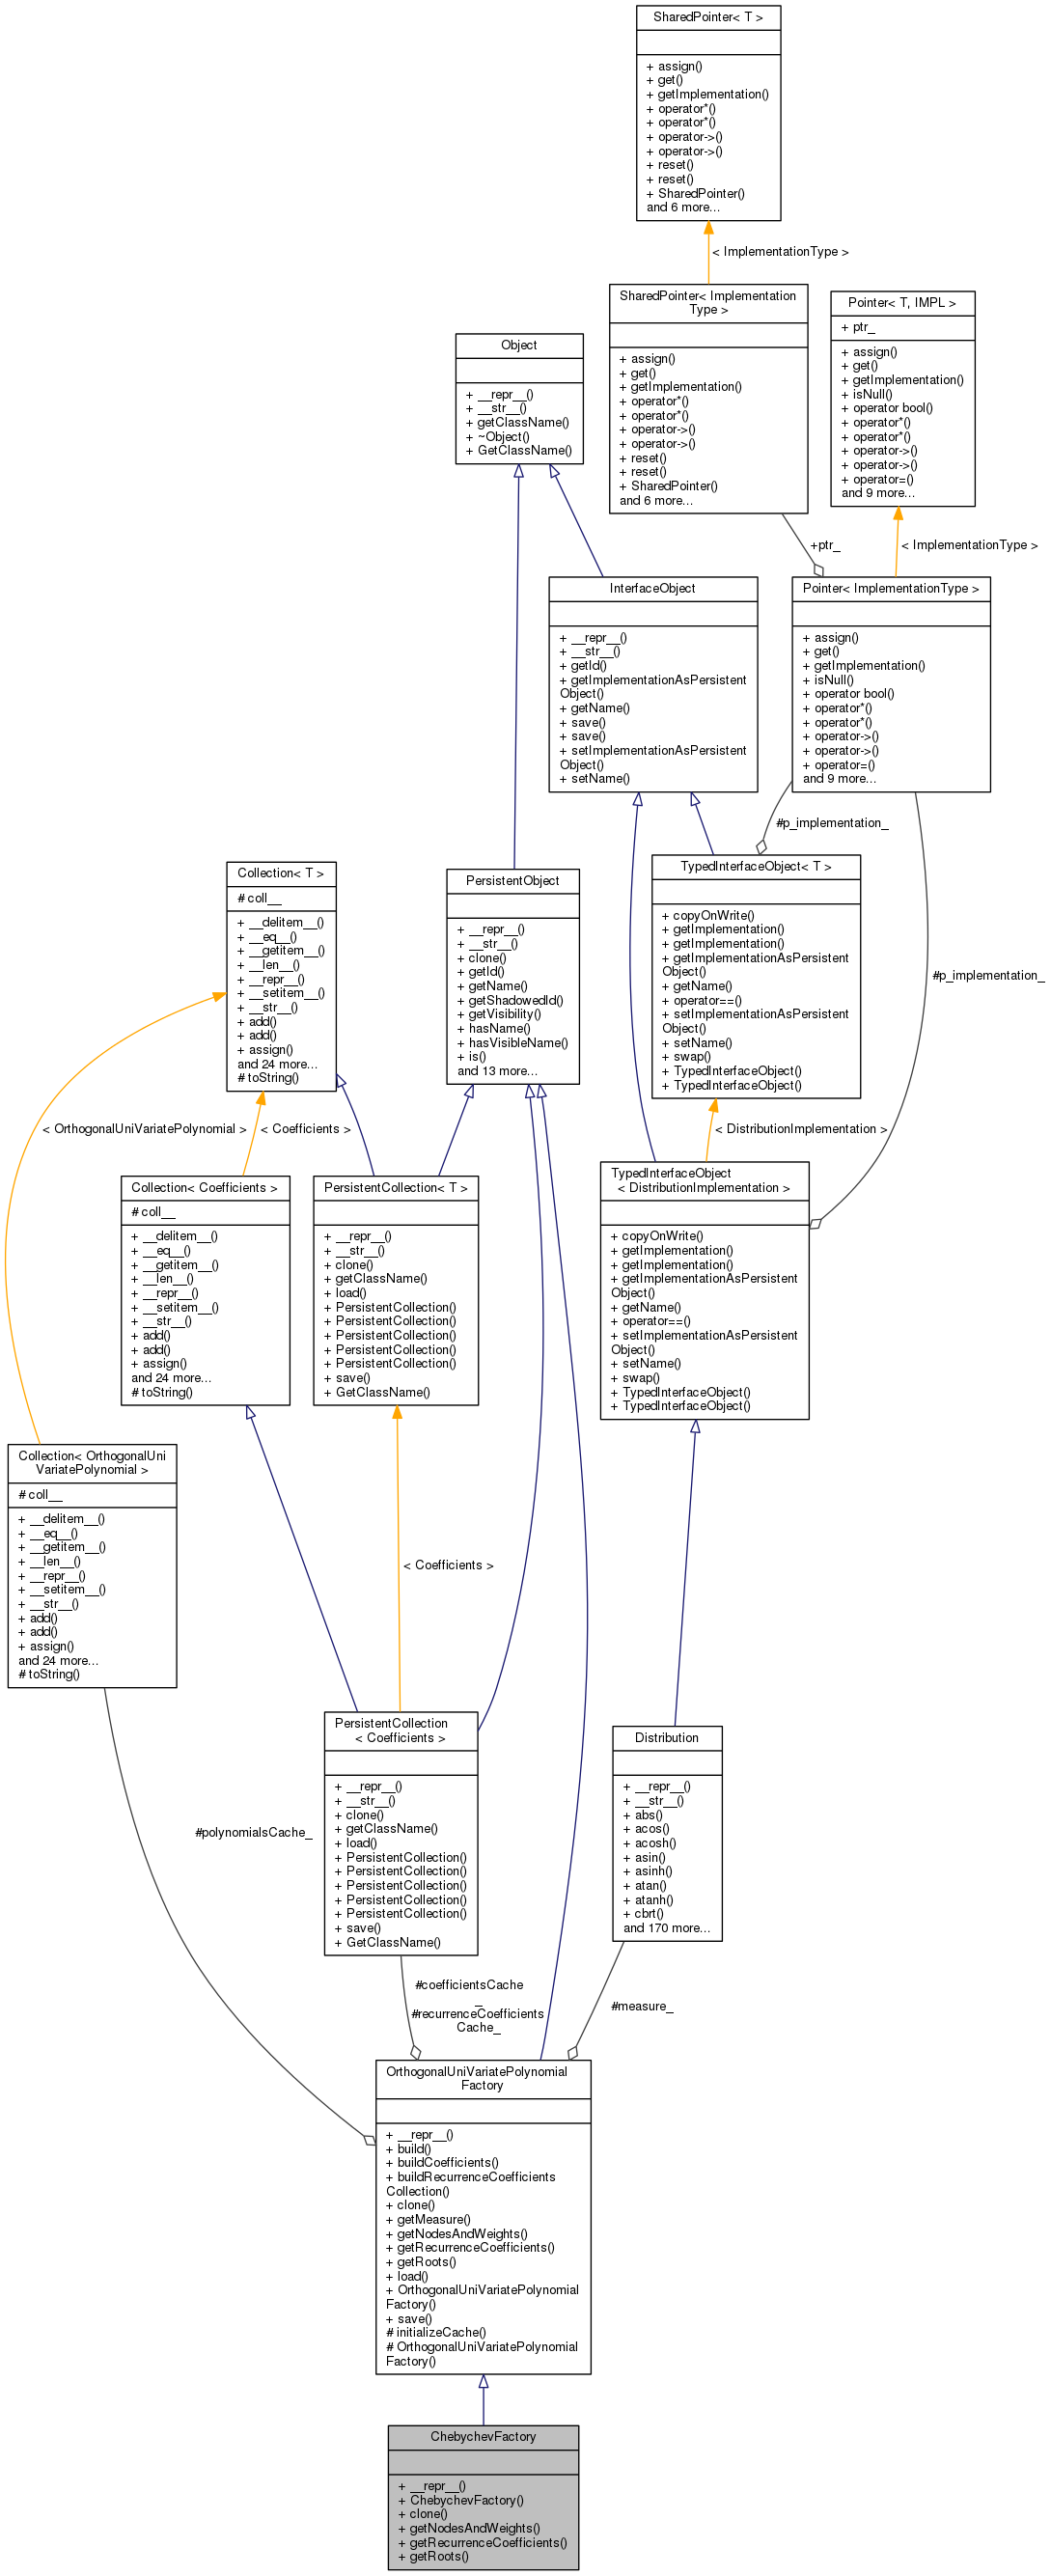 SharedPointer< T >
+ assign()
+ get()
+ getImplementation()
+ operator*()
+ operator*()
+ operator->()
+ operator->()
+ reset()
+ reset()
+ SharedPointer()
and 6 more...
< ImplementationType >
SharedPointer< Implementation
Type >
+ assign()
+ get()
+ getImplementation()
+ operator*()
+ operator*()
+ operator->()
+ operator->()
+ reset()
+ reset()
+ SharedPointer()
and 6 more...
Pointer< T, IMPL >
+ ptr_
+ assign()
+ get()
+ getImplementation()
+ isNull()
+ operator bool()
+ operator*()
+ operator*()
+ operator->()
+ operator->()
+ operator=()
and 9 more...
Object
+ __repr__()
+ __str__()
+ getClassName()
+ ~Object()
+ GetClassName()
+ptr_
< ImplementationType >
InterfaceObject
+ __repr__()
+ __str__()
+ getId()
+ getImplementationAsPersistent
Object()
+ getName()
+ save()
+ save()
+ setImplementationAsPersistent
Object()
+ setName()
Pointer< ImplementationType >
+ assign()
+ get()
+ getImplementation()
+ isNull()
+ operator bool()
+ operator*()
+ operator*()
+ operator->()
+ operator->()
+ operator=()
and 9 more...
#p_implementation_
Collection< T >
# coll__
+ __delitem__()
+ __eq__()
+ __getitem__()
+ __len__()
+ __repr__()
+ __setitem__()
+ __str__()
+ add()
+ add()
+ assign()
and 24 more...
# toString()
PersistentObject
+ __repr__()
+ __str__()
+ clone()
+ getId()
+ getName()
+ getShadowedId()
+ getVisibility()
+ hasName()
+ hasVisibleName()
+ is()
and 13 more...
TypedInterfaceObject< T >
+ copyOnWrite()
+ getImplementation()
+ getImplementation()
+ getImplementationAsPersistent
Object()
+ getName()
+ operator==()
+ setImplementationAsPersistent
Object()
+ setName()
+ swap()
+ TypedInterfaceObject()
+ TypedInterfaceObject()
#p_implementation_
< OrthogonalUniVariatePolynomial >
< Coefficients >
< DistributionImplementation >
Collection< Coefficients >
# coll__
+ __delitem__()
+ __eq__()
+ __getitem__()
+ __len__()
+ __repr__()
+ __setitem__()
+ __str__()
+ add()
+ add()
+ assign()
and 24 more...
# toString()
PersistentCollection< T >
+ __repr__()
+ __str__()
+ clone()
+ getClassName()
+ load()
+ PersistentCollection()
+ PersistentCollection()
+ PersistentCollection()
+ PersistentCollection()
+ PersistentCollection()
+ save()
+ GetClassName()
TypedInterfaceObject
< DistributionImplementation >
+ copyOnWrite()
+ getImplementation()
+ getImplementation()
+ getImplementationAsPersistent
Object()
+ getName()
+ operator==()
+ setImplementationAsPersistent
Object()
+ setName()
+ swap()
+ TypedInterfaceObject()
+ TypedInterfaceObject()
Collection< OrthogonalUni
VariatePolynomial >
# coll__
+ __delitem__()
+ __eq__()
+ __getitem__()
+ __len__()
+ __repr__()
+ __setitem__()
+ __str__()
+ add()
+ add()
+ assign()
and 24 more...
# toString()
< Coefficients >
PersistentCollection
< Coefficients >
+ __repr__()
+ __str__()
+ clone()
+ getClassName()
+ load()
+ PersistentCollection()
+ PersistentCollection()
+ PersistentCollection()
+ PersistentCollection()
+ PersistentCollection()
+ save()
+ GetClassName()
Distribution
+ __repr__()
+ __str__()
+ abs()
+ acos()
+ acosh()
+ asin()
+ asinh()
+ atan()
+ atanh()
+ cbrt()
and 170 more...
#polynomialsCache_
#coefficientsCache
_
#recurrenceCoefficients
Cache_
#measure_
OrthogonalUniVariatePolynomial
Factory
+ __repr__()
+ build()
+ buildCoefficients()
+ buildRecurrenceCoefficients
Collection()
+ clone()
+ getMeasure()
+ getNodesAndWeights()
+ getRecurrenceCoefficients()
+ getRoots()
+ load()
+ OrthogonalUniVariatePolynomial
Factory()
+ save()
# initializeCache()
# OrthogonalUniVariatePolynomial
Factory()
ChebychevFactory
+ __repr__()
+ ChebychevFactory()
+ clone()
+ getNodesAndWeights()
+ getRecurrenceCoefficients()
+ getRoots()